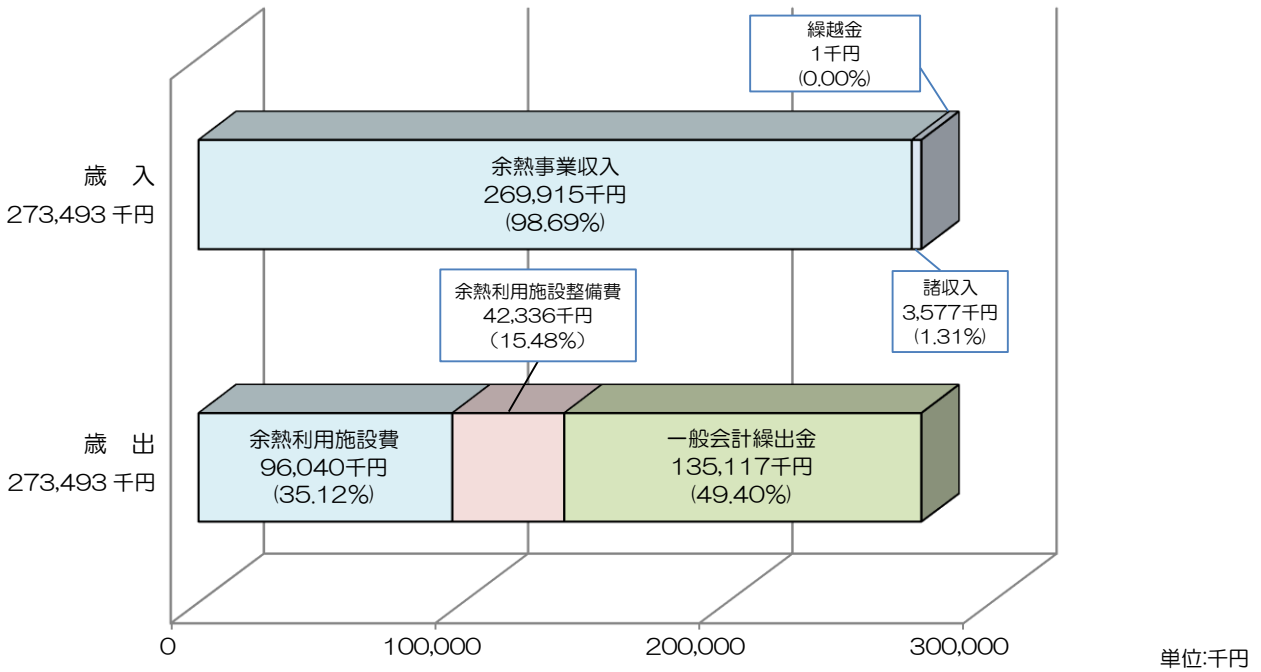 繰越金
1千円
(0.00%)
歳　入
273,493 千円
余熱事業収入
269,915千円
(98.69%)
諸収入
3,577千円
(1.31%)
余熱利用施設整備費
42,336千円
（15.48%）
歳　出
273,493 千円
余熱利用施設費
96,040千円
(35.12%)
一般会計繰出金
135,117千円
(49.40%)
0 100,000 200,000 300,000
単位:千円